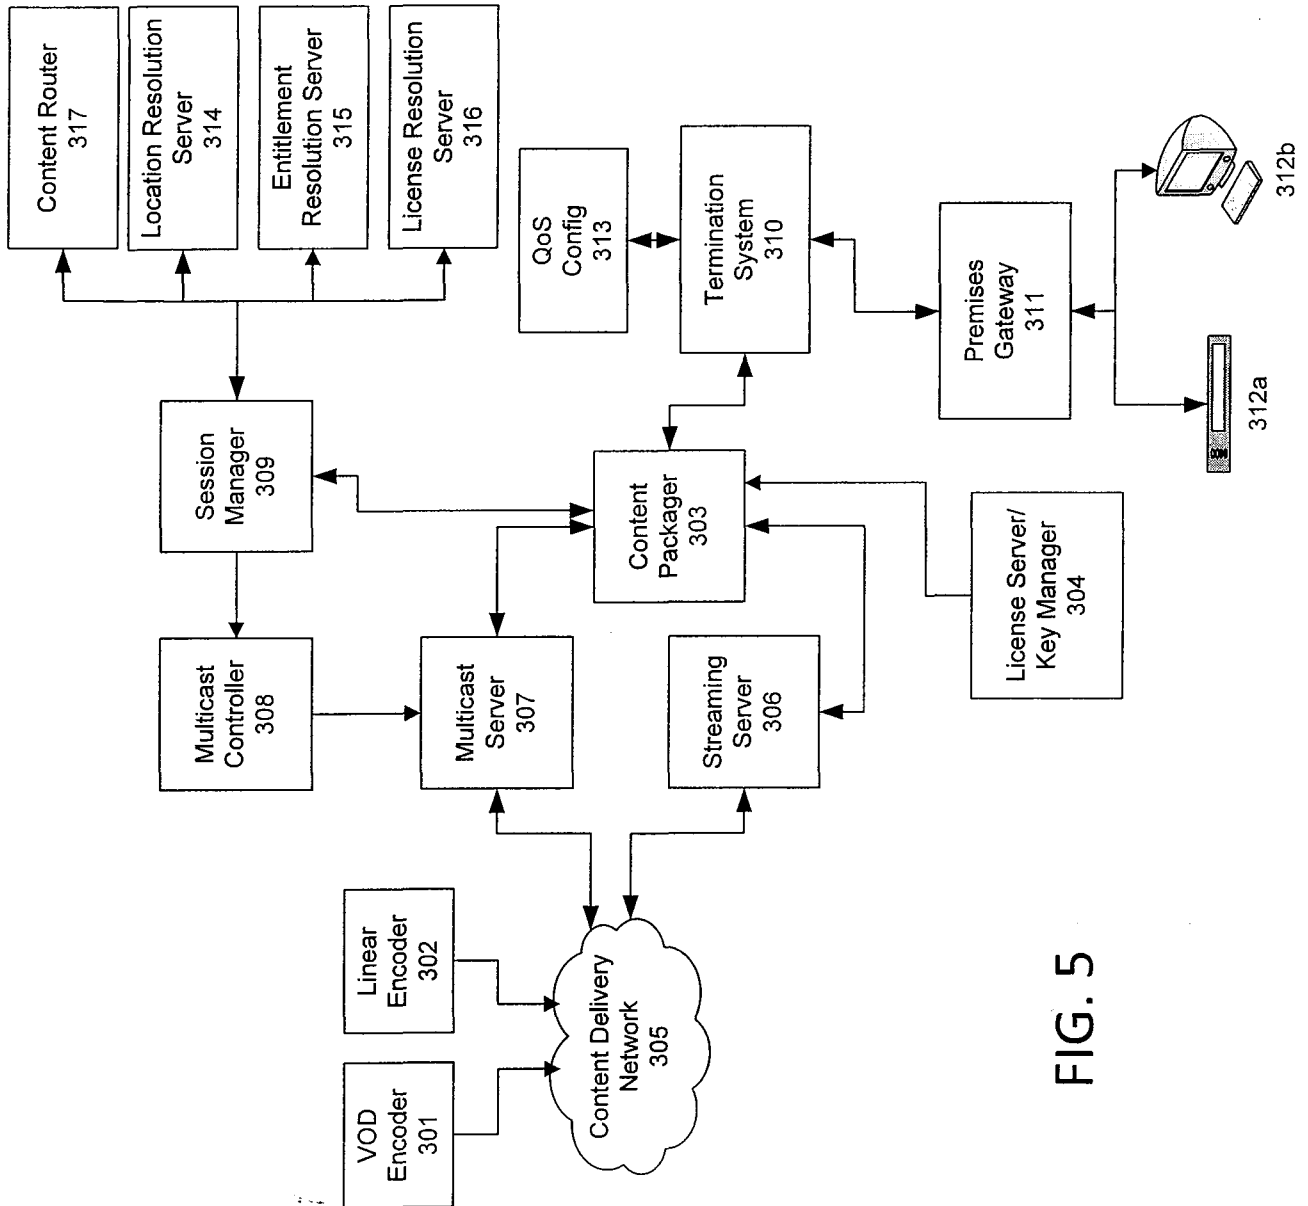 VOD
Encoder
301
Linear
Encoder
302
Content Delivery
Network
305
Multicast
Controller
308
Multicast
Server
307
Streaming
Server
306
Session
Manager
309
Content
Packager
303
License Server/
Key Manager
304
Content Router
317
Location Resolution
Server
314
Entitlement
Resolution Server
315
License Resolution
Server
316
QoS
Config
313
Termination
System
310
Premises
Gateway
311
312a
312b
FIG. 5